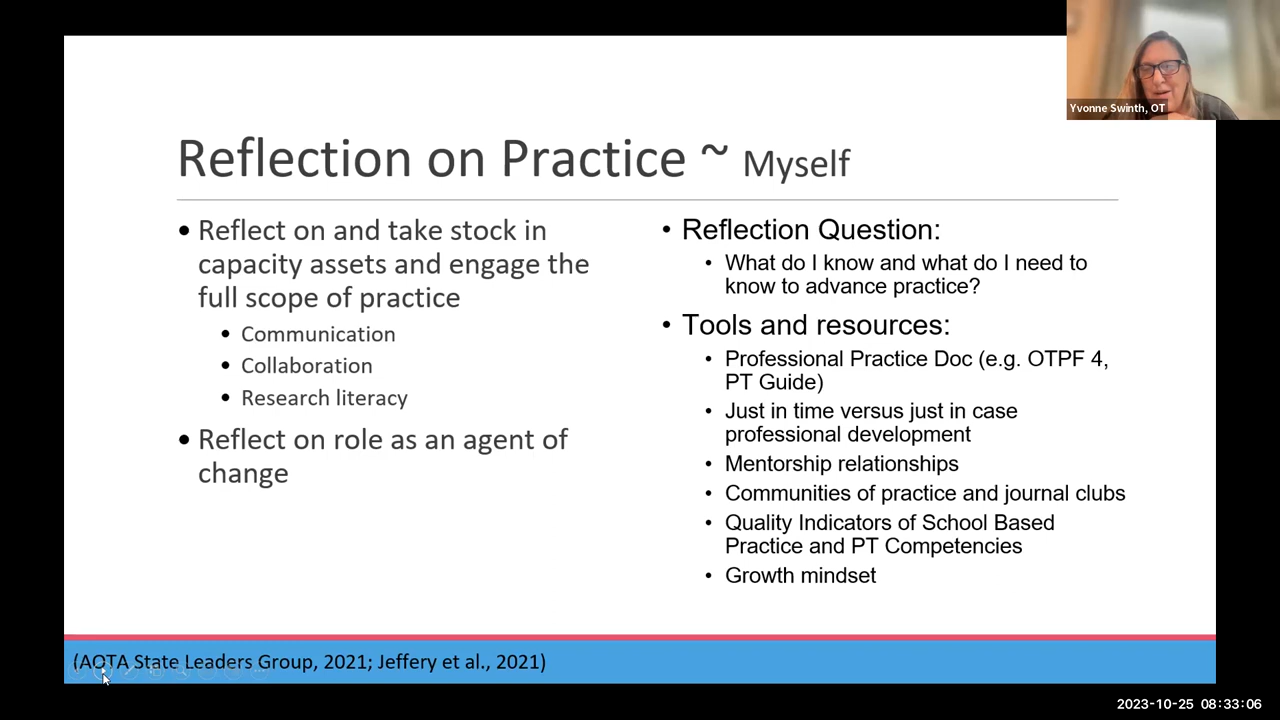 Yvonne Swinth, OT
Reflection on Practice ~ Myself
• Reflect on and take stock in
capacity assets and engage the
full scope of practice
• Communication
• Collaboration
• Research literacy
• Reflect on role as an agent of
change
• Reflection Question:
• What do I know and what do I need to
know to advance practice?
• Tools and resources:
• Professional Practice Doc (e.g. OTPF 4,
PT Guide)
• Just in time versus just in case
professional development
• Mentorship relationships
• Communities of practice and journal clubs
• Quality Indicators of School Based
Practice and PT Competencies
• Growth mindset
(AOTA State Leaders Group, 2021; Jeffery et al., 2021)
2023-10-25 08:33:06